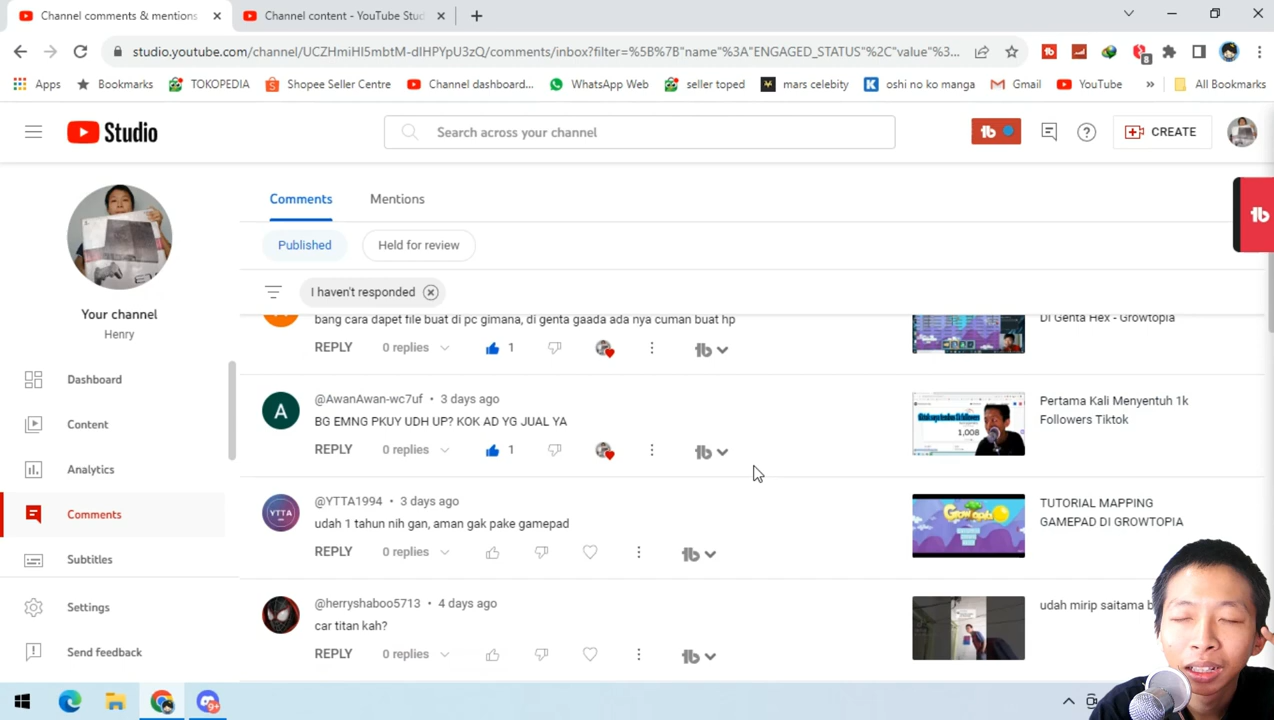 Channel comments & mentions
Channel content - YouTube Stu
studio.youtube.com/channel/UCZHmiHI5mbtM-dIHPYpU3zQ/comments/inbox?filter=%5B%7B"name"%3A"ENGAGED_STATUS"%2C"value"%3...
8
Apps
Bookmarks
TOKOPEDIA
Shopee Seller Centre
Channel dashboard...
WhatsApp Web
seller toped
mars celebity
oshi no ko manga
Gmail
YouTube
»
All Bookmarks
Studio
Search across your channel
CREATE
Your channel
Henry
Dashboard
Content
Analytics
Comments
Subtitles
Settings
Send feedback
Comments
Mentions
Published
Held for review
I haven't responded
bang cara dapet file buat di pc gimana, di genta gaada ada nya cuman buat hp
REPLY 0 replies 1
Di Genta Hex - Growtopia
A
@AwanAwan-wc7uf • 3 days ago
BG EMNG PKUY UDH UP? KOK AD YG JUAL YA
REPLY 0 replies 1
1,008
Pertama Kali Menyentuh 1k
Followers Tiktok
YTTA
@YTTA1994 • 3 days ago
udah 1 tahun nih gan, aman gak pake gamepad
REPLY 0 replies
Growtopia
TUTORIAL MAPPING
GAMEPAD DI GROWTOPIA
@herryshaboo5713 • 4 days ago
car titan kah?
REPLY 0 replies
udah mirip saitama
9+